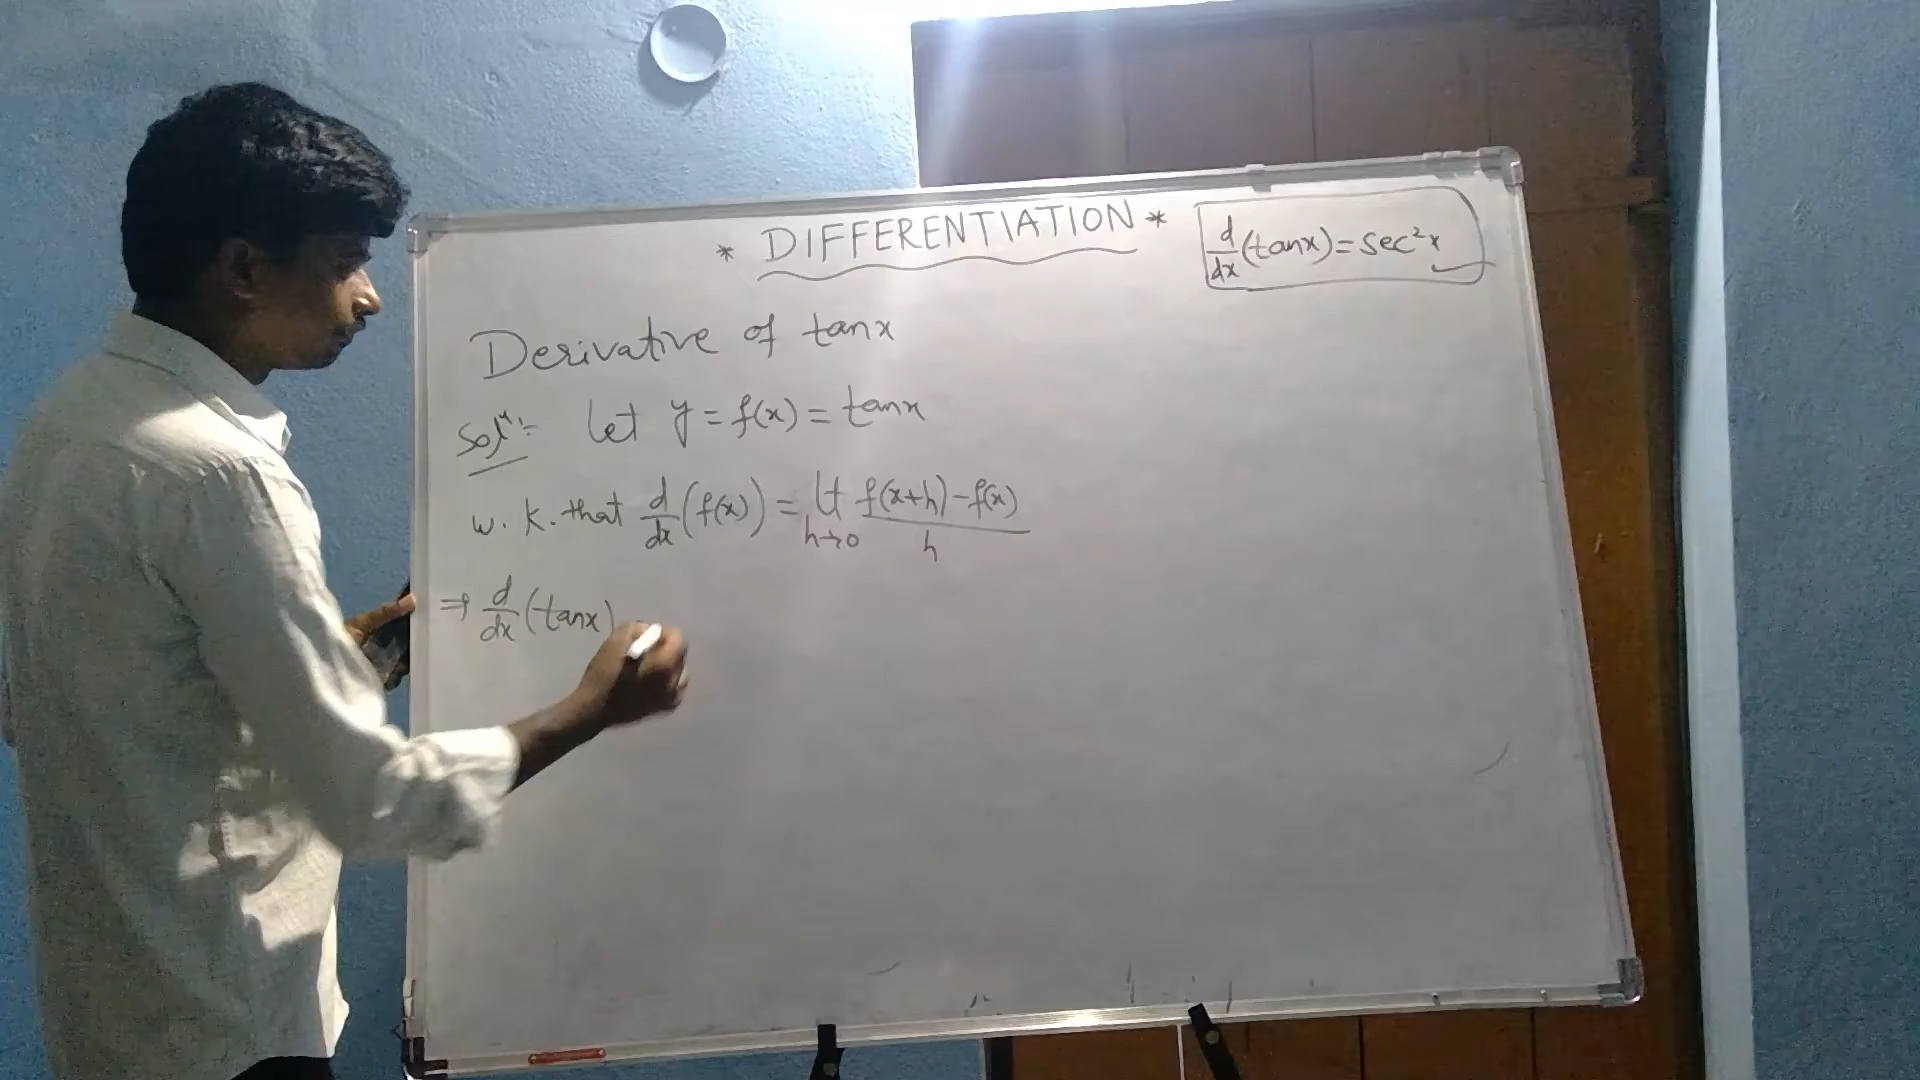 * DIFFERENTIATION *
d/dx (tanx) = sec²x
Derivative of tanx
Solⁿ:- Let y = f(x) = tanx
w. k. that d/dx (f(x)) = Lt h→0 f(x+h) - f(x) / h
⇒ d/dx (tanx) =